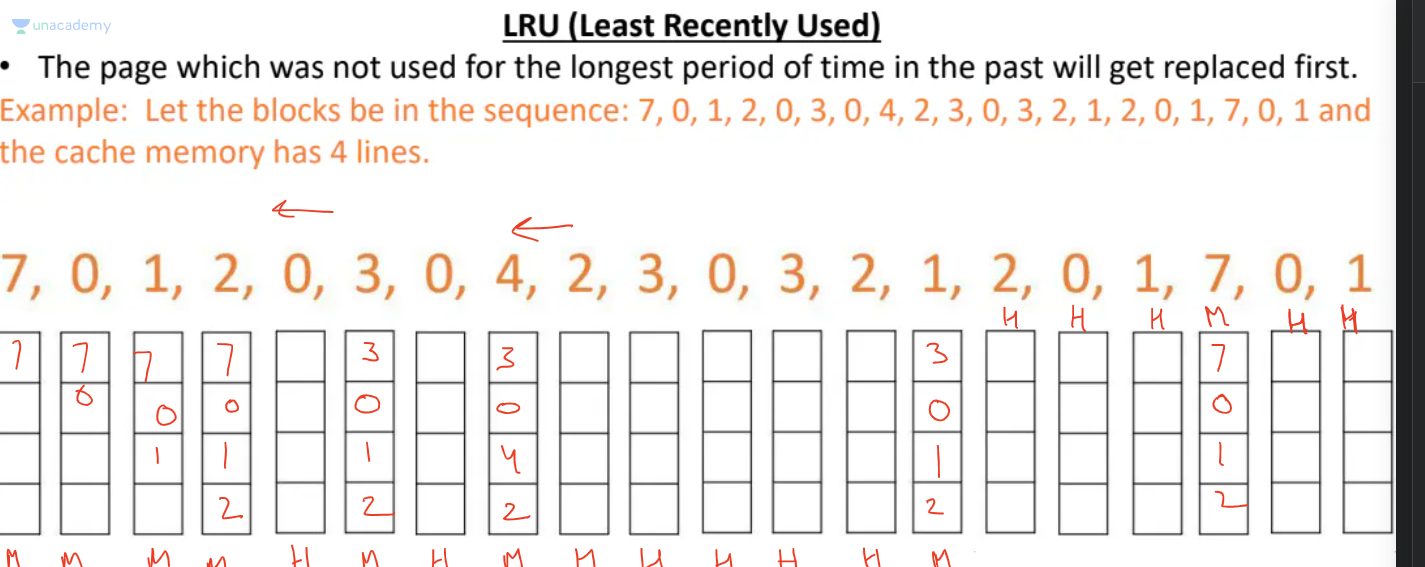 unacademy
LRU (Least Recently Used)
• The page which was not used for the longest period of time in the past will get replaced first.
Example: Let the blocks be in the sequence: 7, 0, 1, 2, 0, 3, 0, 4, 2, 3, 0, 3, 2, 1, 2, 0, 1, 7, 0, 1 and
the cache memory has 4 lines.
7, 0, 1, 2, 0, 3, 0, 4, 2, 3, 0, 3, 2, 1, 2, 0, 1, 7, 0, 1
H H H M H H
7 7 7 7 3 3 3 7
0 0 0 0 0 0 0
1 1 1 4 1 1
2 2 2 2 2
M M M M H M H M H H H H H M